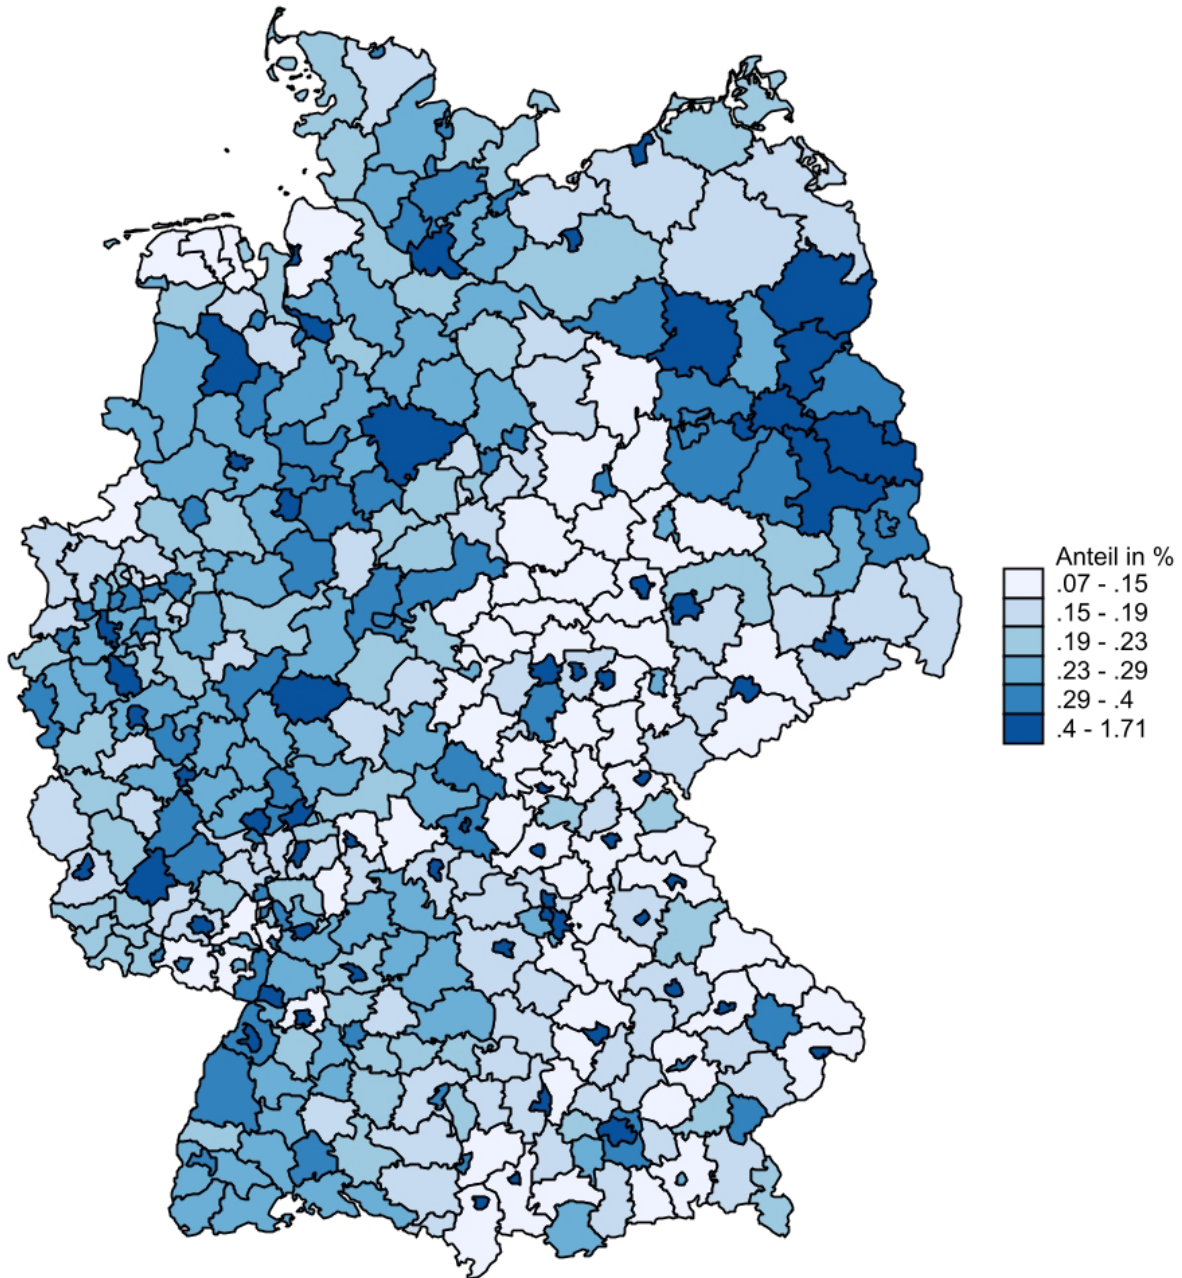 Anteil in %
.07 - .15
.15 - .19
.19 - .23
.23 - .29
.29 - .4
.4 - 1.71